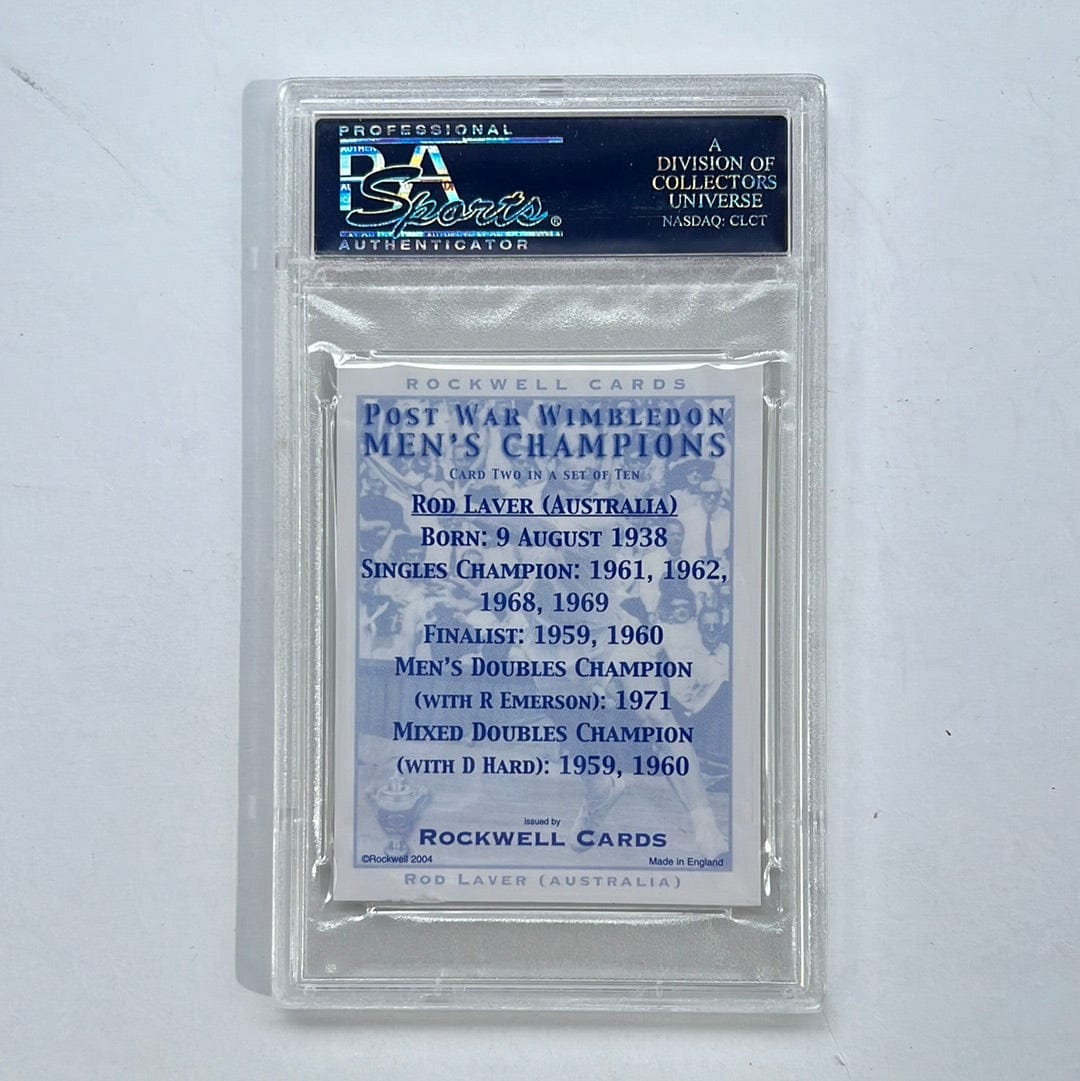 PROFESSIONAL
PSA
Sports®
AUTHENTICATOR
A
DIVISION OF
COLLECTORS
UNIVERSE
NASDAQ: CLCT
ROCKWELL CARDS
POST WAR WIMBLEDON
MEN'S CHAMPIONS
CARD TWO IN A SET OF TEN
ROD LAVER (AUSTRALIA)
BORN: 9 AUGUST 1938
SINGLES CHAMPION: 1961, 1962,
1968, 1969
FINALIST: 1959, 1960
MEN'S DOUBLES CHAMPION
(WITH R EMERSON): 1971
MIXED DOUBLES CHAMPION
(WITH D HARD): 1959, 1960
issued by
ROCKWELL CARDS
©Rockwell 2004
Made in England
ROD LAVER (AUSTRALIA)